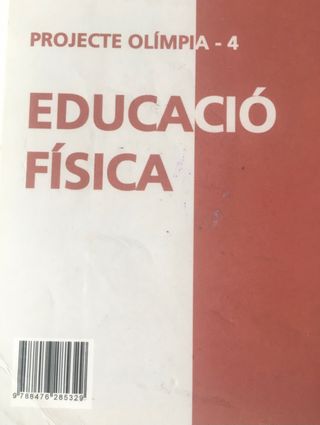 PROJECTE OLÍMPIA - 4
EDUCACIÓ
FÍSICA
9 788476 285329